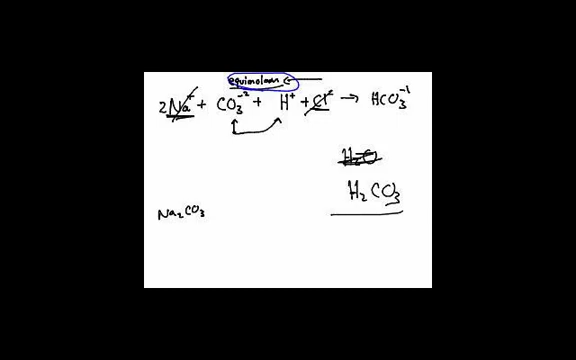 equimolar
2Na⁺ + CO₃⁻² + H⁺ + Cl⁻ → HCO₃⁻¹
H₂O
H₂CO₃
Na₂CO₃